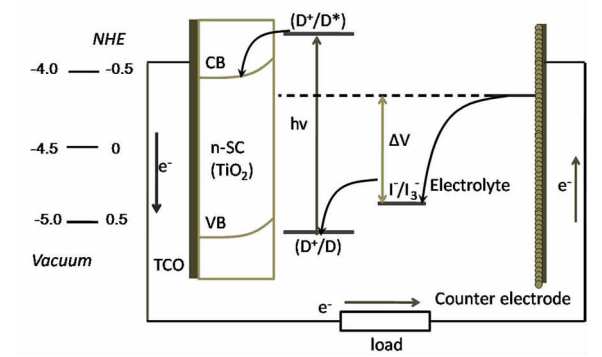 (D⁺/D*)
NHE
CB
-4.0
-0.5
hv
ΔV
-4.5
0
e⁻
n-SC
(TiO₂)
I⁻/I₃⁻
Electrolyte
e⁻
-5.0
0.5
VB
(D⁺/D)
Vacuum
TCO
e⁻
Counter electrode
load